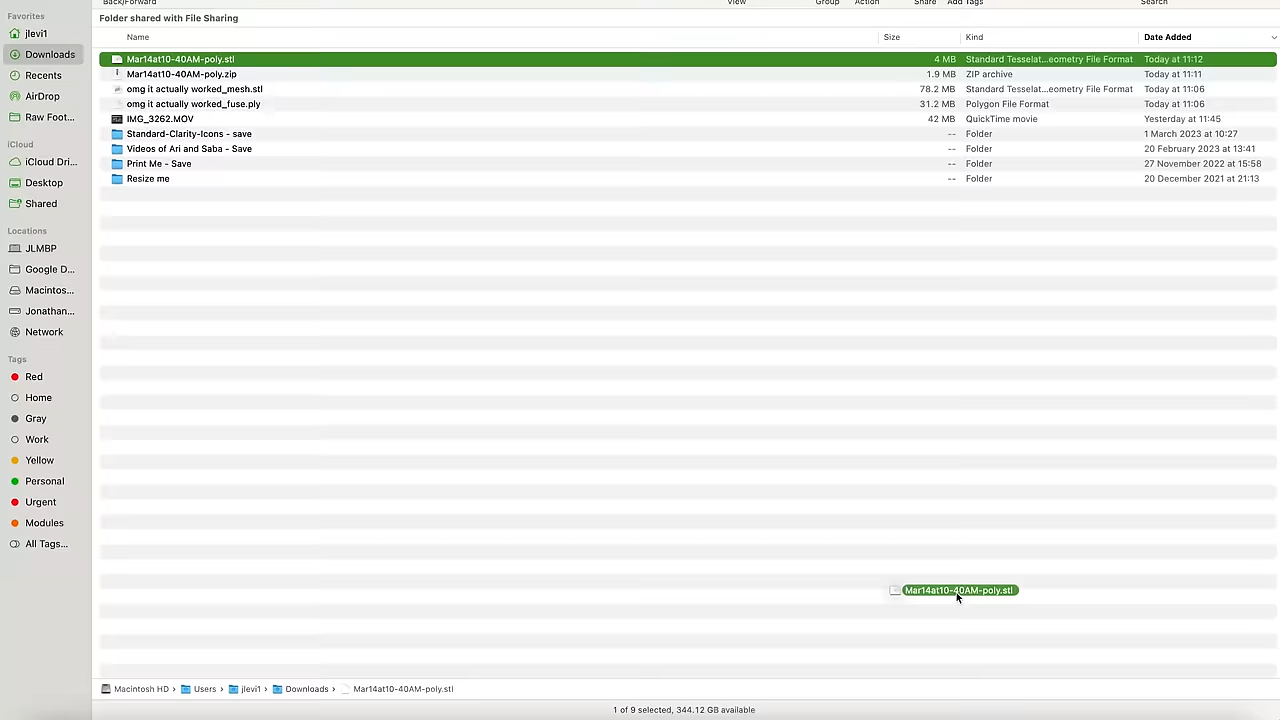 Back/Forward View Group Action Share Add Tags Search
Folder shared with File Sharing
Name Size Kind Date Added
Mar14at10-40AM-poly.stl 4 MB Standard Tesselat...eometry File Format Today at 11:12
Mar14at10-40AM-poly.zip 1.9 MB ZIP archive Today at 11:11
omg it actually worked_mesh.stl 78.2 MB Standard Tesselat...eometry File Format Today at 11:06
omg it actually worked_fuse.ply 31.2 MB Polygon File Format Today at 11:06
IMG_3262.MOV 42 MB QuickTime movie Yesterday at 11:45
Standard-Clarity-Icons - save -- Folder 1 March 2023 at 10:27
Videos of Ari and Saba - Save -- Folder 20 February 2023 at 13:41
Print Me - Save -- Folder 27 November 2022 at 15:58
Resize me -- Folder 20 December 2021 at 21:13
Favorites
jlevi1
Downloads
Recents
AirDrop
Raw Foot...
iCloud
iCloud Dri...
Desktop
Shared
Locations
JLMBP
Google D...
Macintos...
Jonathan...
Network
Tags
Red
Home
Gray
Work
Yellow
Personal
Urgent
Modules
All Tags...
Mar14at10-40AM-poly.stl
Macintosh HD › Users › jlevi1 › Downloads › Mar14at10-40AM-poly.stl
1 of 9 selected, 344.12 GB available